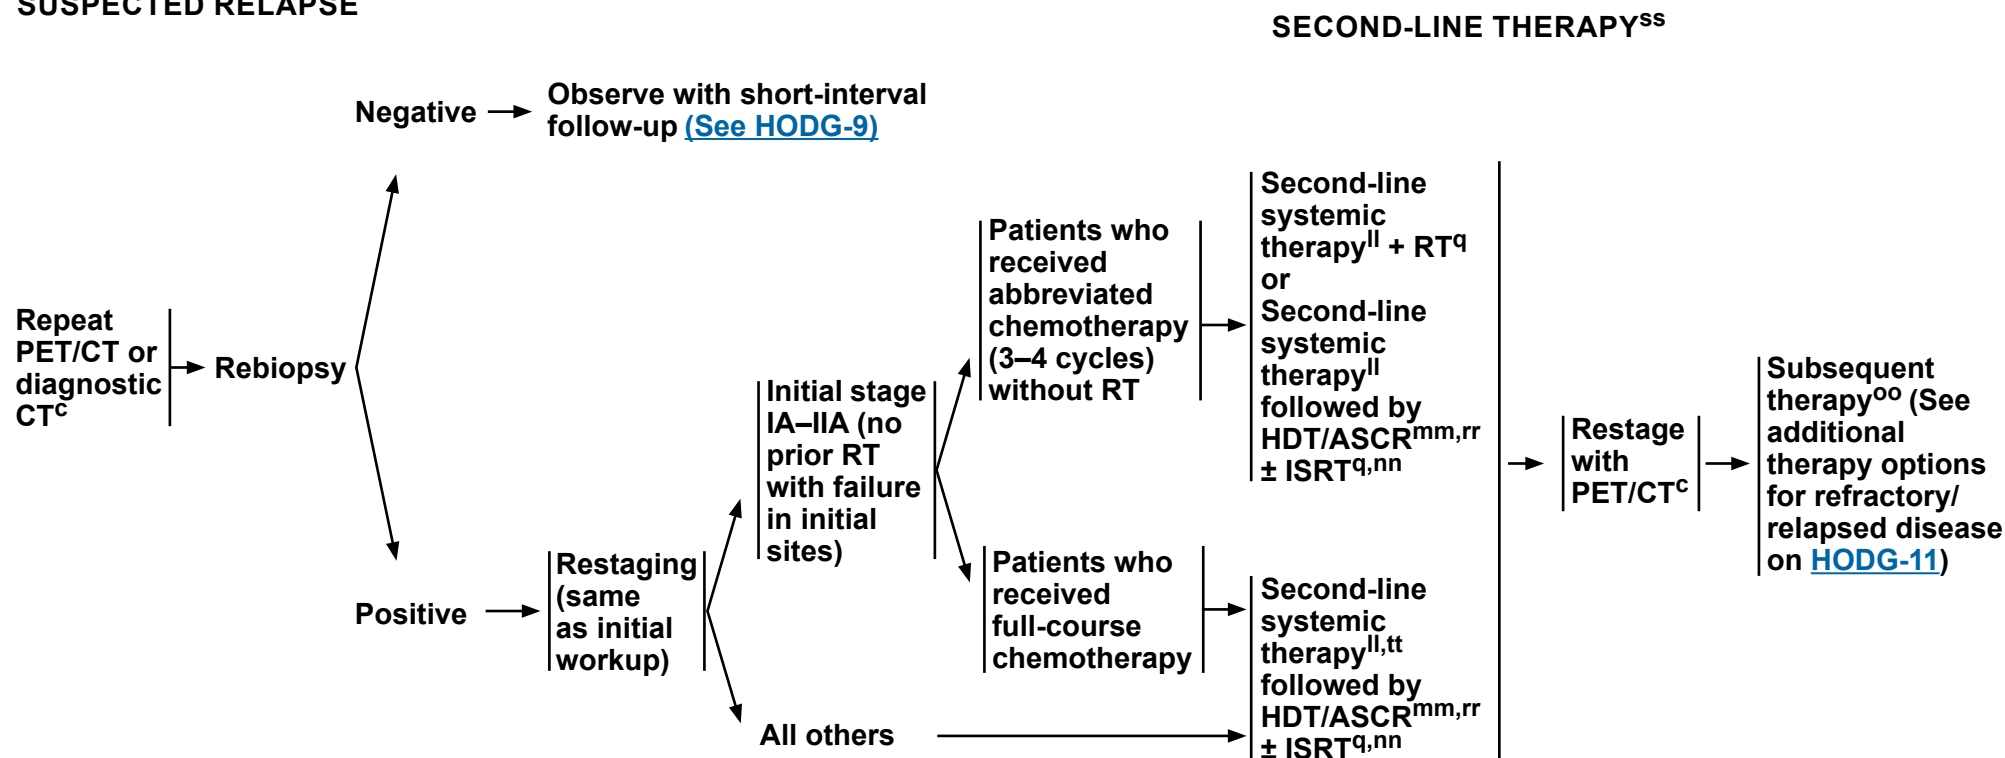 SUSPECTED RELAPSE
SECOND-LINE THERAPYss
Negative
Observe with short-interval
follow-up (See HODG-9)
Repeat
PET/CT or
diagnostic
CTc
Rebiopsy
Positive
Restaging
(same
as initial
workup)
Initial stage
IA–IIA (no
prior RT
with failure
in initial
sites)
All others
Patients who
received
abbreviated
chemotherapy
(3–4 cycles)
without RT
Patients who
received
full-course
chemotherapy
Second-line
systemic
therapyll + RTq
or
Second-line
systemic
therapyll
followed by
HDT/ASCRmm,rr
± ISRTq,nn
Second-line
systemic
therapyll,tt
followed by
HDT/ASCRmm,rr
± ISRTq,nn
Restage
with
PET/CTc
Subsequent
therapyoo (See
additional
therapy options
for refractory/
relapsed disease
on HODG-11)